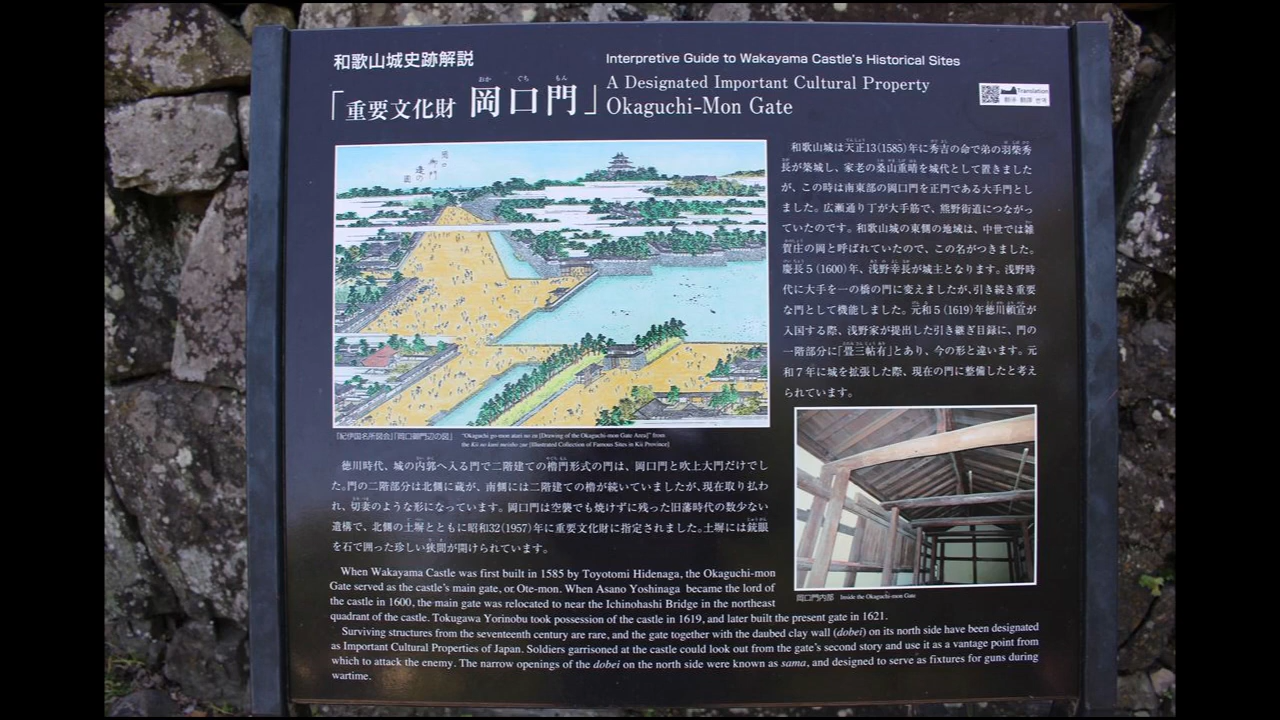 和歌山城史跡解説
Interpretive Guide to Wakayama Castle's Historical Sites
「重要文化財 岡口門」
おか ぐち もん
A Designated Important Cultural Property
Okaguchi-Mon Gate
Translation
岡口
御門
邊の
圖
和歌山城は天正13(1585)年に秀吉の命で弟の羽柴秀
長が築城し、家老の桑山重晴を城代として置きました
が、この時は南東部の岡口門を正門である大手門とし
ました。広瀬通り丁が大手筋で、熊野街道につながっ
ていたのです。和歌山城の東側の地域は、中世では雑
賀庄の岡と呼ばれていたので、この名がつきました。
慶長5(1600)年、浅野幸長が城主となります。浅野時
代に大手を一の橋の門に変えましたが、引き続き重要
な門として機能しました。元和5(1619)年徳川頼宣が
入国する際、浅野家が提出した引き継ぎ目録に、門の
一階部分に「畳三帖有」とあり、今の形と違います。元
和7年に城を拡張した際、現在の門に整備したと考え
られています。
『紀伊国名所図会』「岡口御門辺の図」
"Okaguchi go-mon atari no zu [Drawing of the Okaguchi-mon Gate Area]" from
the Kii no kuni meisho zue [Illustrated Collection of Famous Sites in Kii Province]
徳川時代、城の内郭へ入る門で二階建ての櫓門形式の門は、岡口門と吹上大門だけでし
た。門の二階部分は北側に蔵が、南側には二階建ての櫓が続いていましたが、現在取り払わ
れ、切妻のような形になっています。岡口門は空襲でも焼けずに残った旧藩時代の数少ない
遺構で、北側の土塀とともに昭和32(1957)年に重要文化財に指定されました。土塀には銃眼
を石で囲った珍しい狭間が開けられています。
岡口門内部 Inside the Okaguchi-mon Gate
When Wakayama Castle was first built in 1585 by Toyotomi Hidenaga, the Okaguchi-mon
Gate served as the castle's main gate, or Ote-mon. When Asano Yoshinaga became the lord of
the castle in 1600, the main gate was relocated to near the Ichinohashi Bridge in the northeast
quadrant of the castle. Tokugawa Yorinobu took possession of the castle in 1619, and later built the present gate in 1621.
Surviving structures from the seventeenth century are rare, and the gate together with the daubed clay wall (dobei) on its north side have been designated
as Important Cultural Properties of Japan. Soldiers garrisoned at the castle could look out from the gate's second story and use it as a vantage point from
which to attack the enemy. The narrow openings of the dobei on the north side were known as sama, and designed to serve as fixtures for guns during
wartime.